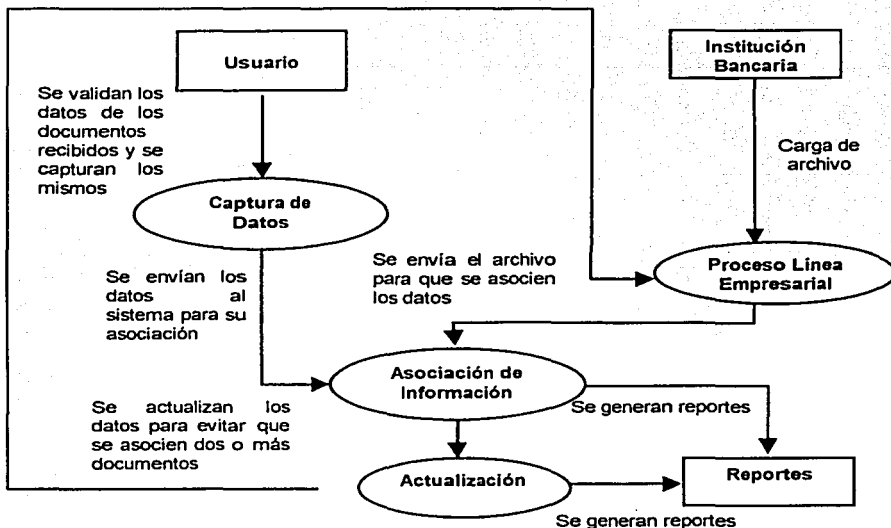 Usuario
Institución
Bancaria
Se validan los
datos de los
documentos
recibidos y se
capturan los
mismos
Carga de
archivo
Captura de
Datos
Se envía el archivo
para que se asocien
los datos
Proceso Línea
Empresarial
Se envían los
datos al
sistema para su
asociación
Asociación de
Información
Se generan reportes
Se actualizan los
datos para evitar que
se asocien dos o más
documentos
Actualización
Reportes
Se generan reportes